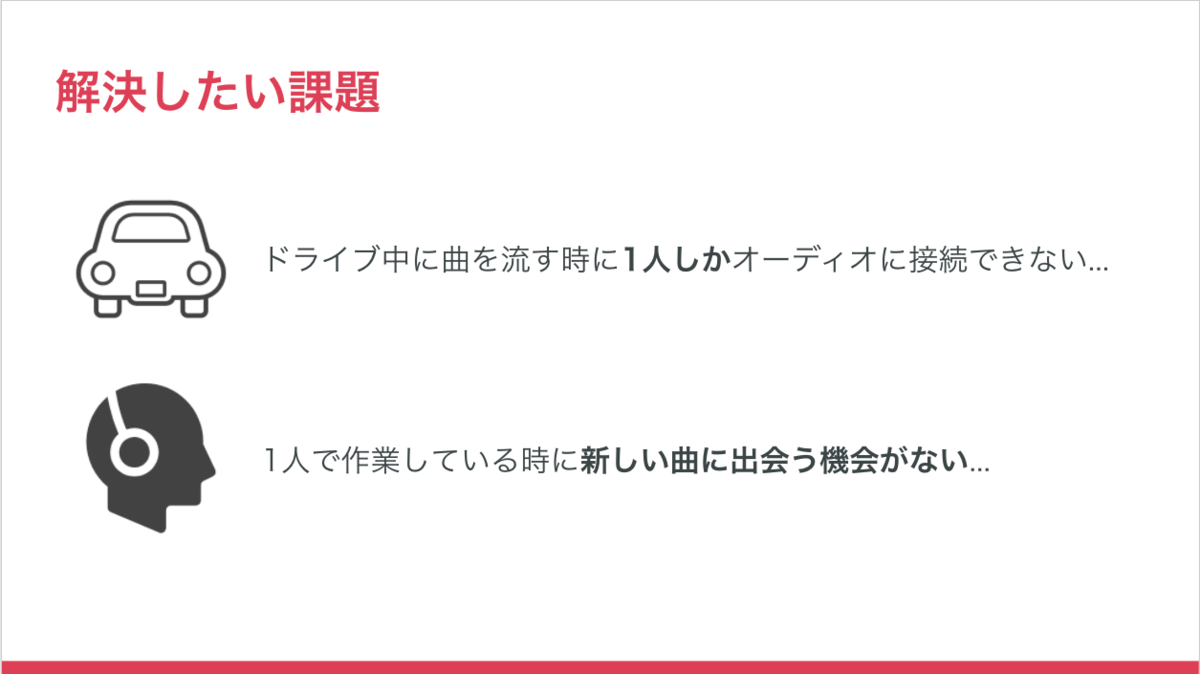 解決したい課題
ドライブ中に曲を流す時に1人しかオーディオに接続できない...
1人で作業している時に新しい曲に出会う機会がない...